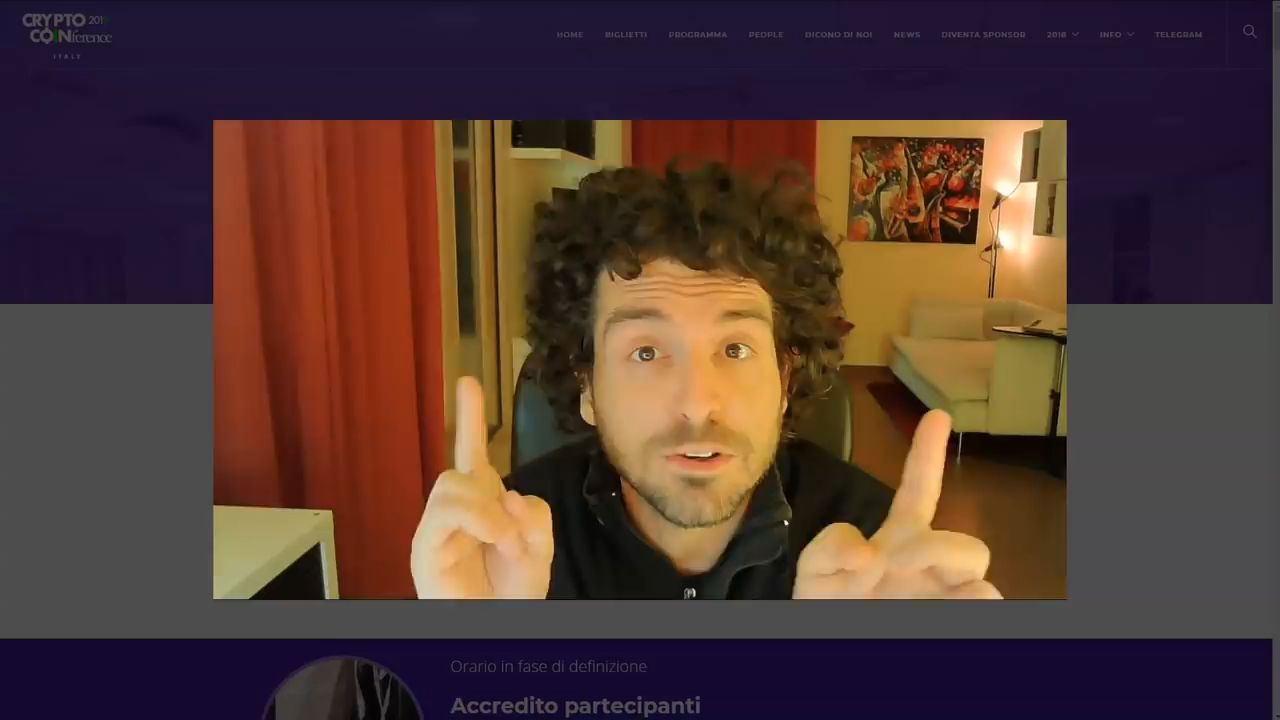 CRYPTO 201
COINference
ITALY
HOME BIGLIETTI PROGRAMMA PEOPLE DICONO DI NOI NEWS DIVENTA SPONSOR 2018 INFO TELEGRAM
Orario in fase di definizione
Accredito partecipanti